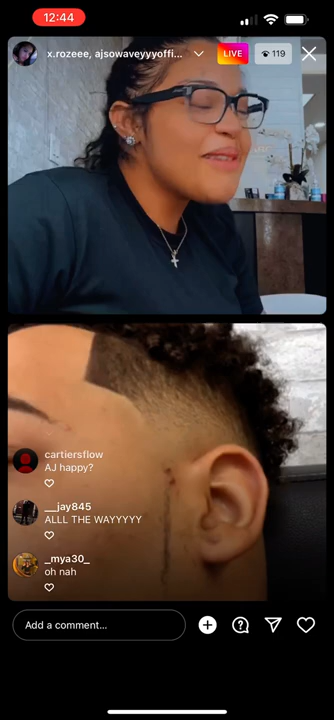 12:44
x.rozeee, ajsowaveyyyoffi...
LIVE
119
cartiersflow
AJ happy?
__jay845
ALLL THE WAYYYYY
_mya30_
oh nah
Add a comment...